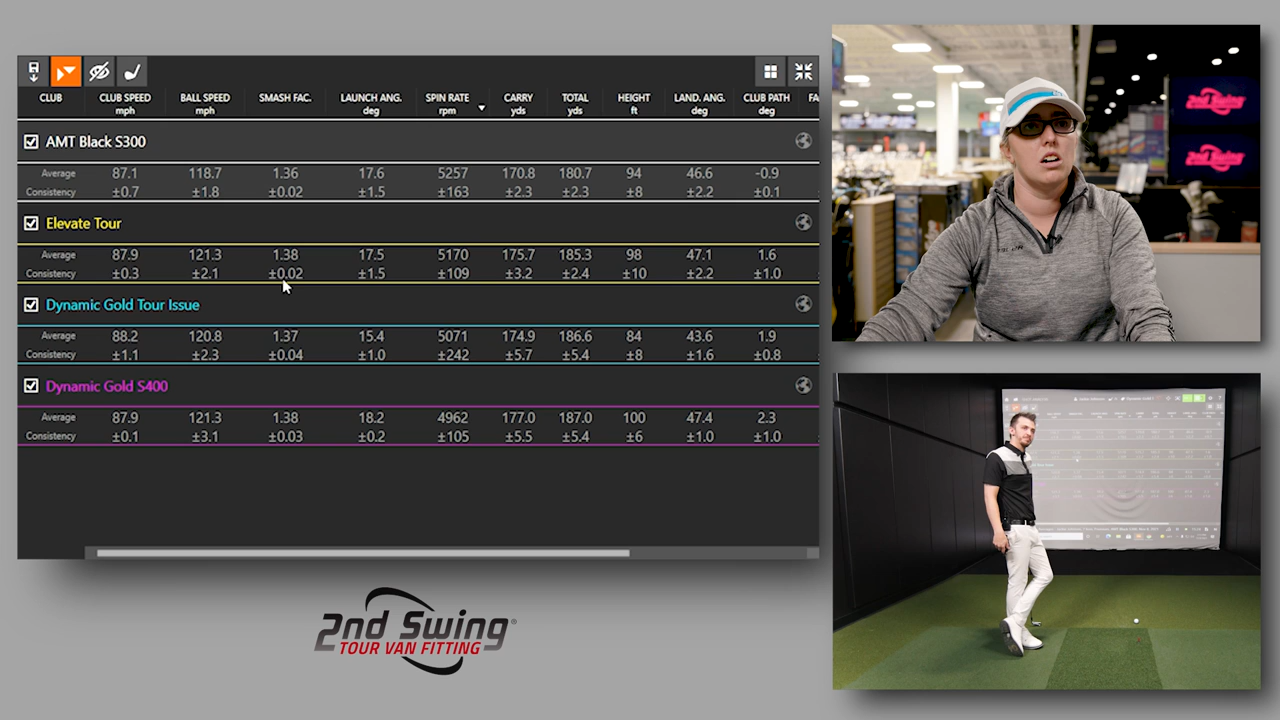 CLUB CLUB SPEED BALL SPEED SMASH FAC. LAUNCH ANG. SPIN RATE CARRY TOTAL HEIGHT LAND. ANG. CLUB PATH FA
mph mph deg rpm yds yds ft deg deg
AMT Black S300
Average 87.1 118.7 1.36 17.6 5257 170.8 180.7 94 46.6 -0.9
Consistency ±0.7 ±1.8 ±0.02 ±1.5 ±163 ±2.3 ±2.3 ±8 ±2.2 ±0.1
Elevate Tour
Average 87.9 121.3 1.38 17.5 5170 175.7 185.3 98 47.1 1.6
Consistency ±0.3 ±2.1 ±0.02 ±1.5 ±109 ±3.2 ±2.4 ±10 ±2.2 ±1.0
Dynamic Gold Tour Issue
Average 88.2 120.8 1.37 15.4 5071 174.9 186.6 84 43.6 1.9
Consistency ±1.1 ±2.3 ±0.04 ±1.0 ±242 ±5.7 ±5.4 ±8 ±1.6 ±0.8
Dynamic Gold S400
Average 87.9 121.3 1.38 18.2 4962 177.0 187.0 100 47.4 2.3
Consistency ±0.1 ±3.1 ±0.03 ±0.2 ±105 ±5.5 ±5.4 ±6 ±1.0 ±1.0
2nd Swing®
TOUR VAN FITTING
2nd Swing
2nd Swing